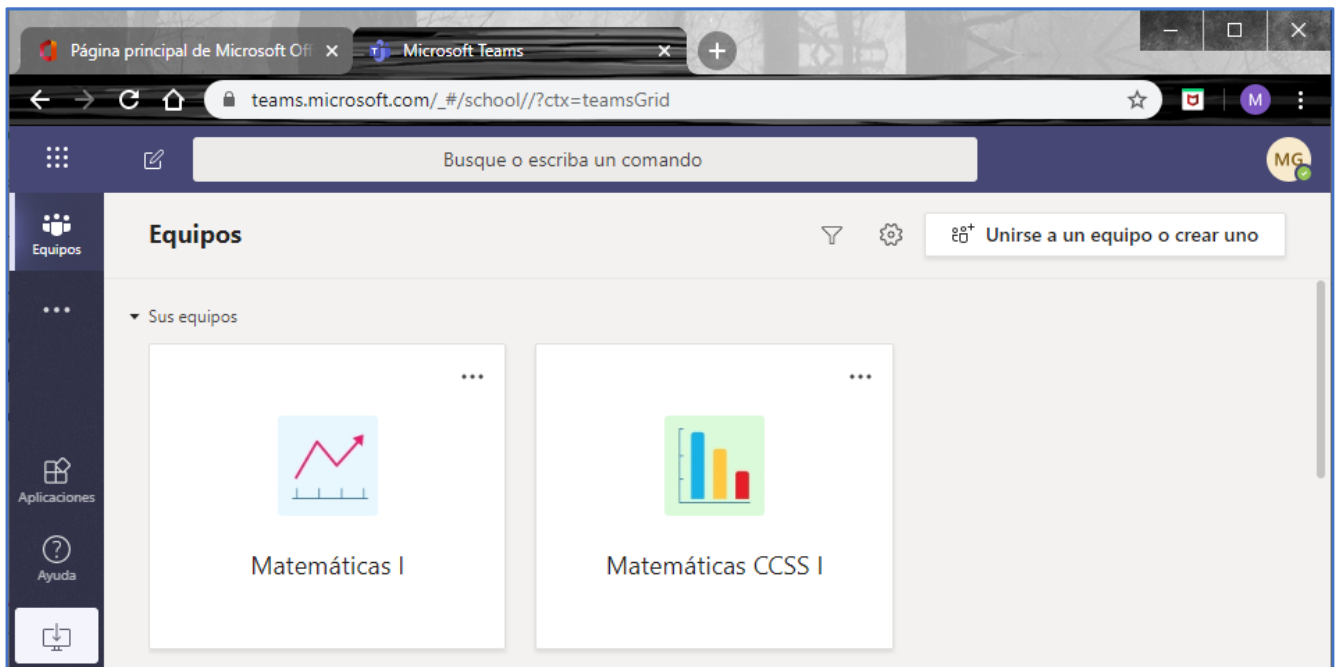 Página principal de Microsoft Off
Microsoft Teams
teams.microsoft.com/_#/school//?ctx=teamsGrid
M
Busque o escriba un comando
MG
Equipos
Equipos
Unirse a un equipo o crear uno
Sus equipos
Matemáticas I
Matemáticas CCSS I
Aplicaciones
Ayuda